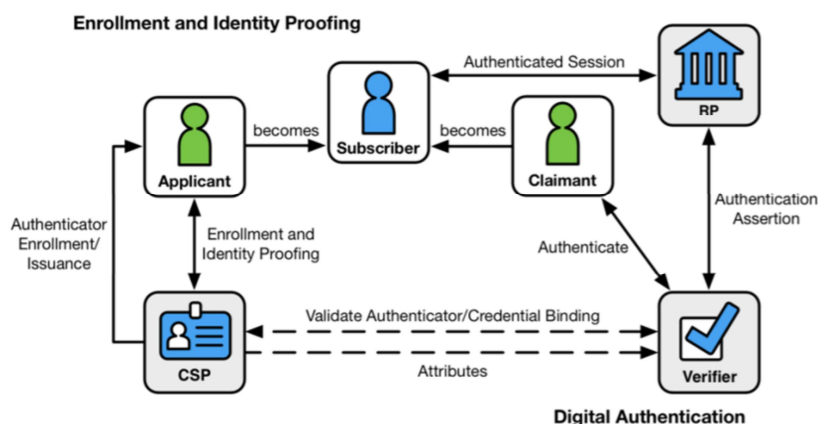 Enrollment and Identity Proofing
Authenticated Session
RP
becomes
Subscriber
becomes
Applicant
Claimant
Authenticator
Enrollment/
Issuance
Enrollment and
Identity Proofing
Authenticate
Authentication
Assertion
Validate Authenticator/Credential Binding
CSP
Attributes
Verifier
Digital Authentication